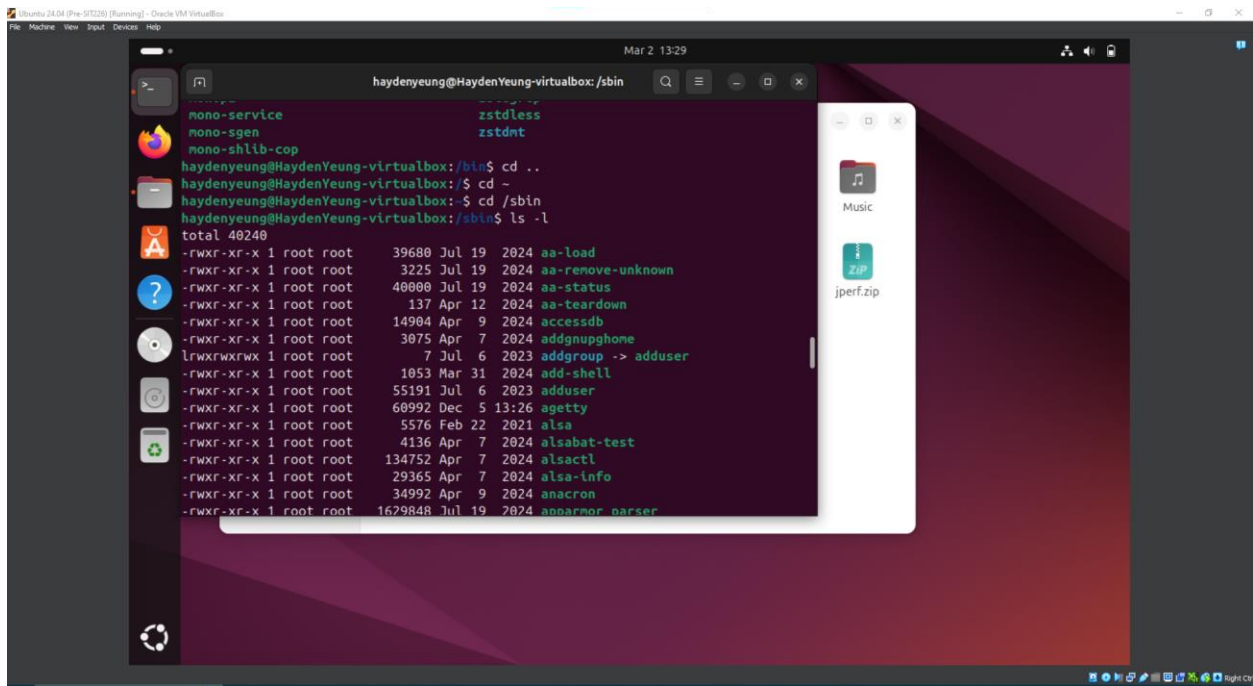 Ubuntu 24.04 (Pre-SIT226) [Running] - Oracle VM VirtualBox
File Machine View Input Devices Help
Mar 2 13:29
haydenyeung@HaydenYeung-virtualbox: /sbin
mono-service zstdless
mono-sgen zstdmt
mono-shlib-cop
haydenyeung@HaydenYeung-virtualbox:/bin$ cd ..
haydenyeung@HaydenYeung-virtualbox:/$ cd ~
haydenyeung@HaydenYeung-virtualbox:~$ cd /sbin
haydenyeung@HaydenYeung-virtualbox:/sbin$ ls -l
total 40240
-rwxr-xr-x 1 root root 39680 Jul 19 2024 aa-load
-rwxr-xr-x 1 root root 3225 Jul 19 2024 aa-remove-unknown
-rwxr-xr-x 1 root root 40000 Jul 19 2024 aa-status
-rwxr-xr-x 1 root root 137 Apr 12 2024 aa-teardown
-rwxr-xr-x 1 root root 14904 Apr 9 2024 accessdb
-rwxr-xr-x 1 root root 3075 Apr 7 2024 addgnupghome
lrwxrwxrwx 1 root root 7 Jul 6 2023 addgroup -> adduser
-rwxr-xr-x 1 root root 1053 Mar 31 2024 add-shell
-rwxr-xr-x 1 root root 55191 Jul 6 2023 adduser
-rwxr-xr-x 1 root root 60992 Dec 5 13:26 agetty
-rwxr-xr-x 1 root root 5576 Feb 22 2021 alsa
-rwxr-xr-x 1 root root 4136 Apr 7 2024 alsabat-test
-rwxr-xr-x 1 root root 134752 Apr 7 2024 alsactl
-rwxr-xr-x 1 root root 29365 Apr 7 2024 alsa-info
-rwxr-xr-x 1 root root 34992 Apr 9 2024 anacron
-rwxr-xr-x 1 root root 1629848 Jul 19 2024 apparmor_parser
Music
ZIP
jperf.zip
Right Ctrl